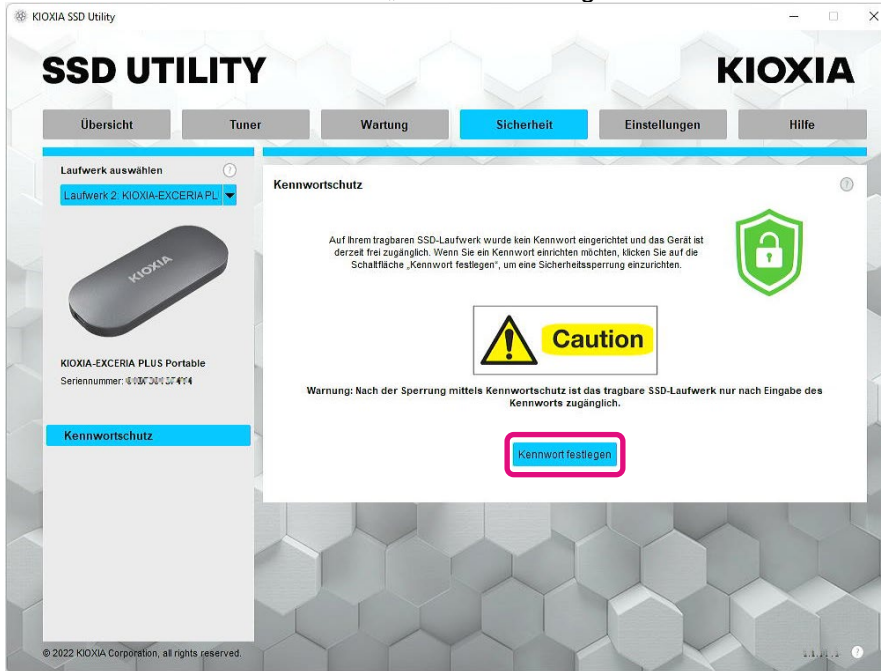 KIOXIA SSD Utility
SSD UTILITY
KIOXIA
Übersicht
Tuner
Wartung
Sicherheit
Einstellungen
Hilfe
Laufwerk auswählen
?
Laufwerk 2: KIOXIA-EXCERIA PL
KIOXIA
KIOXIA-EXCERIA PLUS Portable
Seriennummer:
Kennwortschutz
Kennwortschutz
?
Auf Ihrem tragbaren SSD-Laufwerk wurde kein Kennwort eingerichtet und das Gerät ist
derzeit frei zugänglich. Wenn Sie ein Kennwort einrichten möchten, klicken Sie auf die
Schaltfläche „Kennwort festlegen“, um eine Sicherheitssperrung einzurichten.
Caution
Warnung: Nach der Sperrung mittels Kennwortschutz ist das tragbare SSD-Laufwerk nur nach Eingabe des
Kennworts zugänglich.
Kennwort festlegen
© 2022 KIOXIA Corporation, all rights reserved.
?